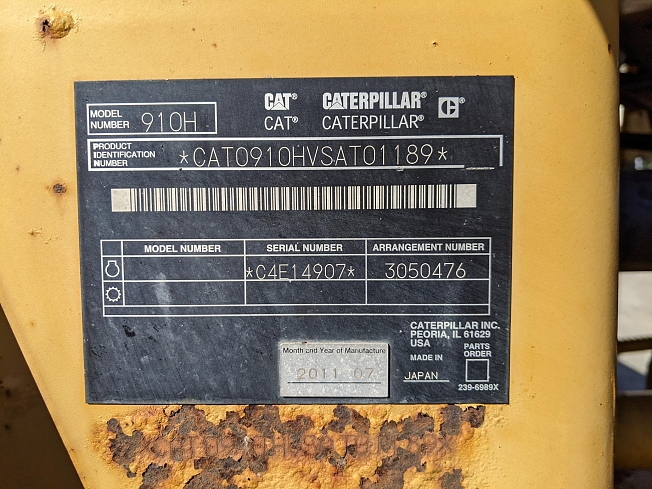 CAT® CATERPILLAR® C®
CAT® CATERPILLAR®
MODEL NUMBER 910H
PRODUCT IDENTIFICATION NUMBER *CAT0910HVSAT01189*
MODEL NUMBER SERIAL NUMBER ARRANGEMENT NUMBER
*C4E14907* 3050476
CATERPILLAR INC.
PEORIA, IL 61629
USA
PARTS ORDER
MADE IN
JAPAN
239-6989X
Month and Year of Manufacture
2011 07